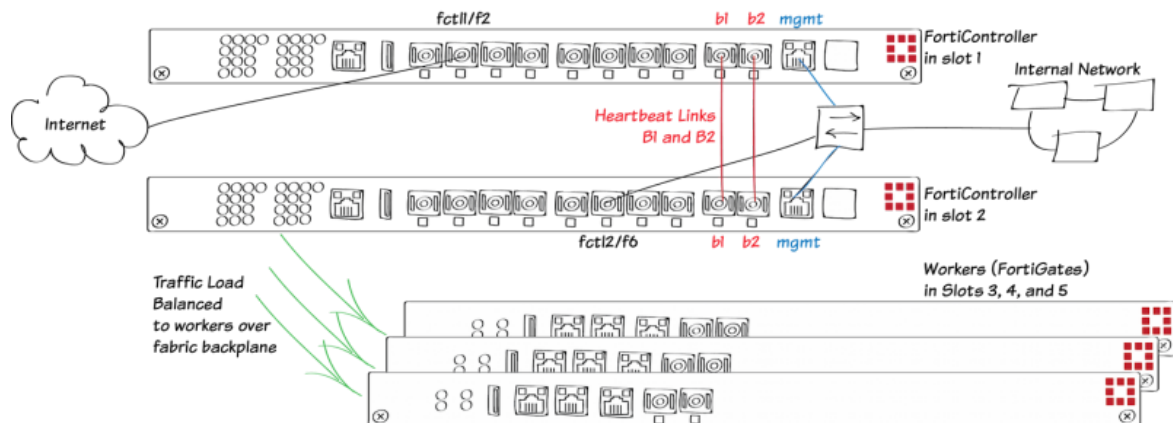 fctl1/f2
b1
b2
mgmt
FortiController
in slot 1
Internet
Heartbeat Links
B1 and B2
Internal Network
FortiController
in slot 2
fctl2/f6
b1
b2
mgmt
Traffic Load
Balanced
to workers over
fabric backplane
Workers (FortiGates)
in Slots 3, 4, and 5